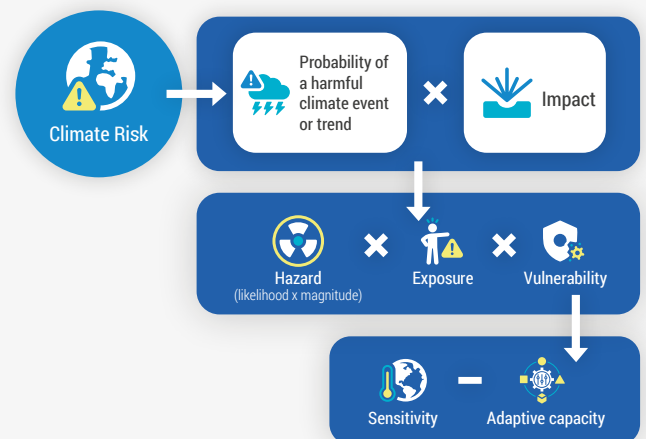 Climate Risk
Probability of
a harmful
climate event
or trend
×
Impact
Hazard
(likelihood x magnitude)
×
Exposure
×
Vulnerability
Sensitivity
–
Adaptive capacity